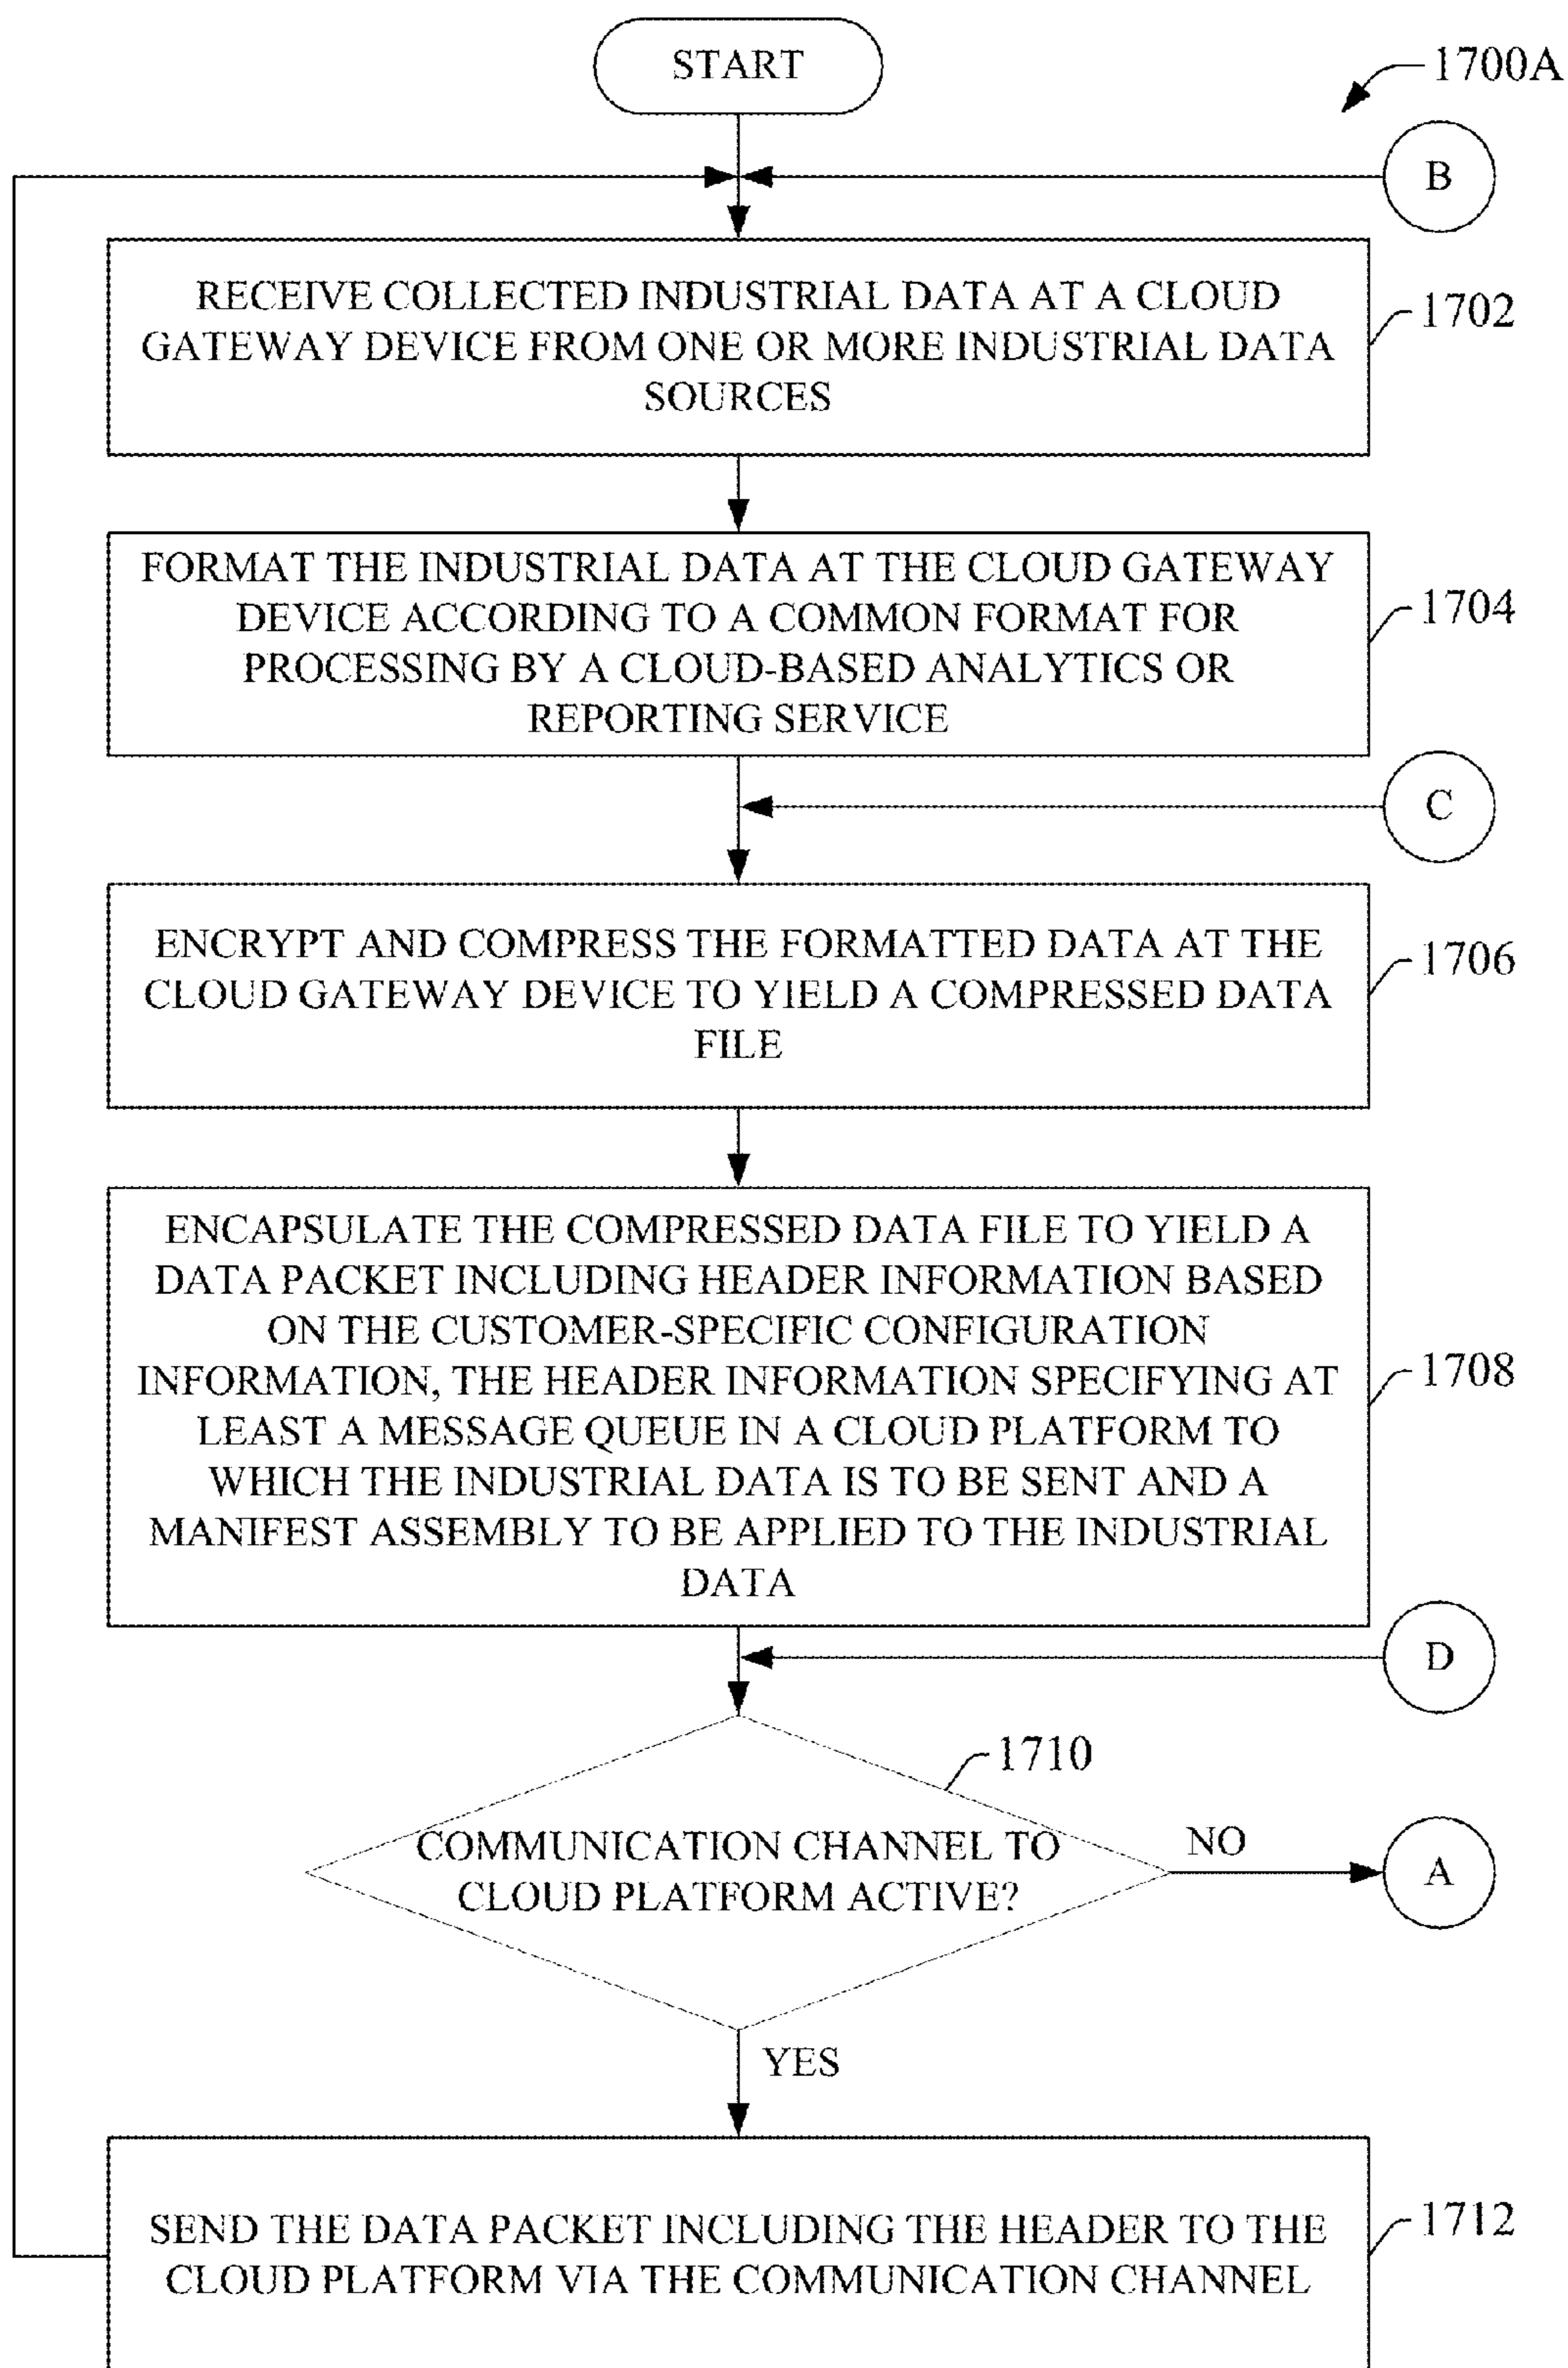 START
1700A
B
RECEIVE COLLECTED INDUSTRIAL DATA AT A CLOUD
GATEWAY DEVICE FROM ONE OR MORE INDUSTRIAL DATA
SOURCES
1702
FORMAT THE INDUSTRIAL DATA AT THE CLOUD GATEWAY
DEVICE ACCORDING TO A COMMON FORMAT FOR
PROCESSING BY A CLOUD-BASED ANALYTICS OR
REPORTING SERVICE
1704
C
ENCRYPT AND COMPRESS THE FORMATTED DATA AT THE
CLOUD GATEWAY DEVICE TO YIELD A COMPRESSED DATA
FILE
1706
ENCAPSULATE THE COMPRESSED DATA FILE TO YIELD A
DATA PACKET INCLUDING HEADER INFORMATION BASED
ON THE CUSTOMER-SPECIFIC CONFIGURATION
INFORMATION, THE HEADER INFORMATION SPECIFYING AT
LEAST A MESSAGE QUEUE IN A CLOUD PLATFORM TO
WHICH THE INDUSTRIAL DATA IS TO BE SENT AND A
MANIFEST ASSEMBLY TO BE APPLIED TO THE INDUSTRIAL
DATA
1708
D
1710
COMMUNICATION CHANNEL TO
CLOUD PLATFORM ACTIVE?
NO
A
YES
SEND THE DATA PACKET INCLUDING THE HEADER TO THE
CLOUD PLATFORM VIA THE COMMUNICATION CHANNEL
1712